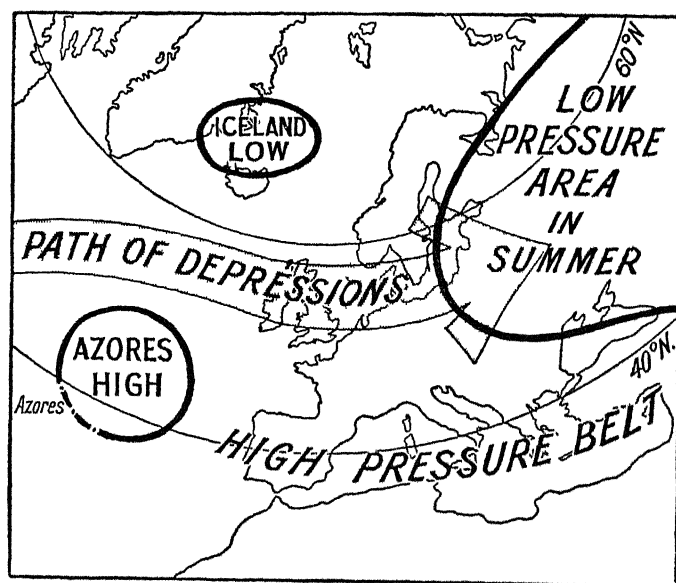 60°N
ICELAND
LOW
LOW
PRESSURE
AREA
IN
SUMMER
PATH OF DEPRESSIONS
AZORES
HIGH
Azores
40°N.
HIGH PRESSURE BELT